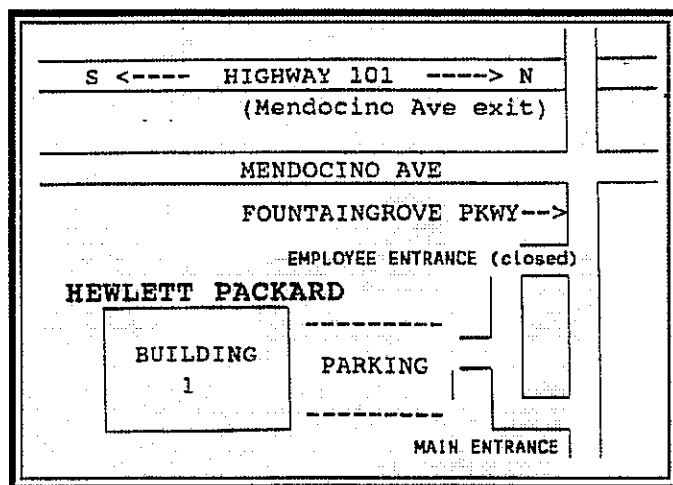 S <---- HIGHWAY 101 ----> N
(Mendocino Ave exit)
MENDOCINO AVE
FOUNTAINGROVE PKWY-->
EMPLOYEE ENTRANCE (closed)
HEWLETT PACKARD
BUILDING
1
PARKING
MAIN ENTRANCE